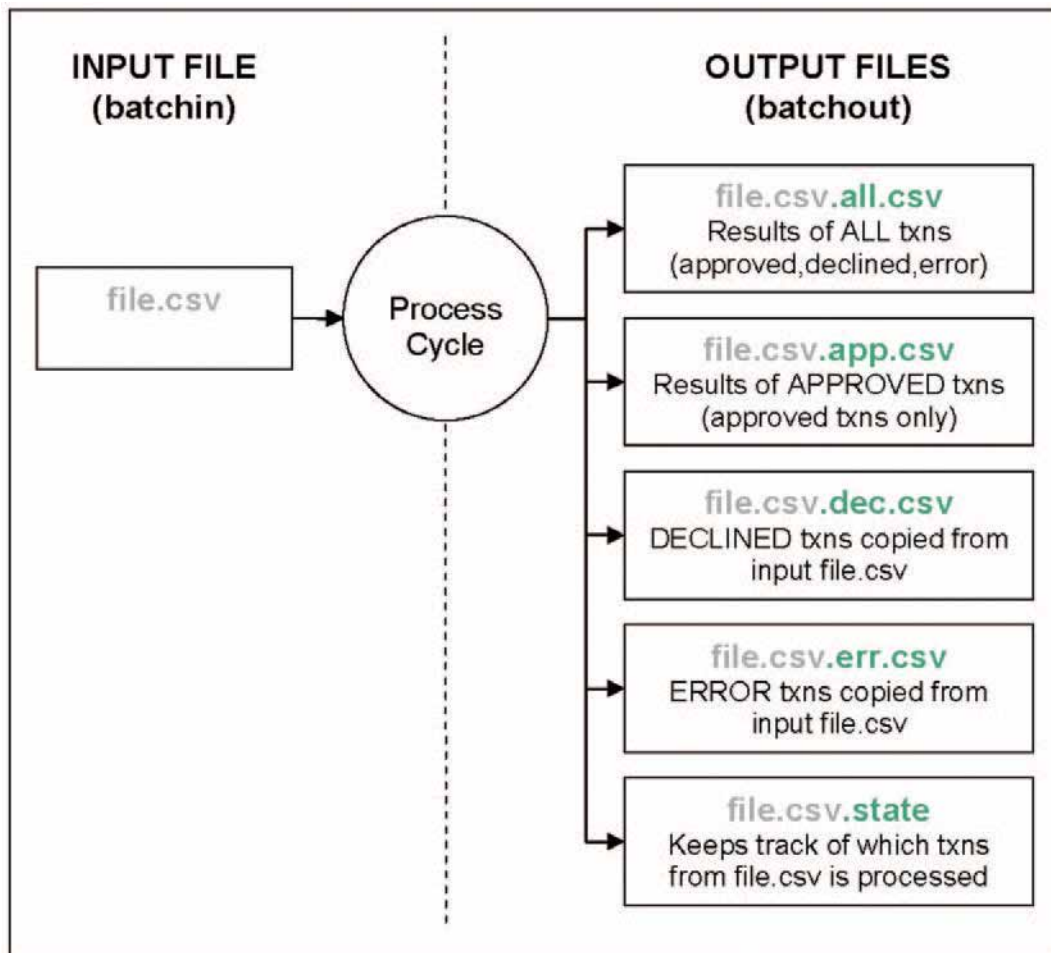 INPUT FILE
(batchin)
file.csv
Process
Cycle
OUTPUT FILES
(batchout)
file.csv.all.csv
Results of ALL txns
(approved,declined,error)
file.csv.app.csv
Results of APPROVED txns
(approved txns only)
file.csv.dec.csv
DECLINED txns copied from
input file.csv
file.csv.err.csv
ERROR txns copied from
input file.csv
file.csv.state
Keeps track of which txns
from file.csv is processed